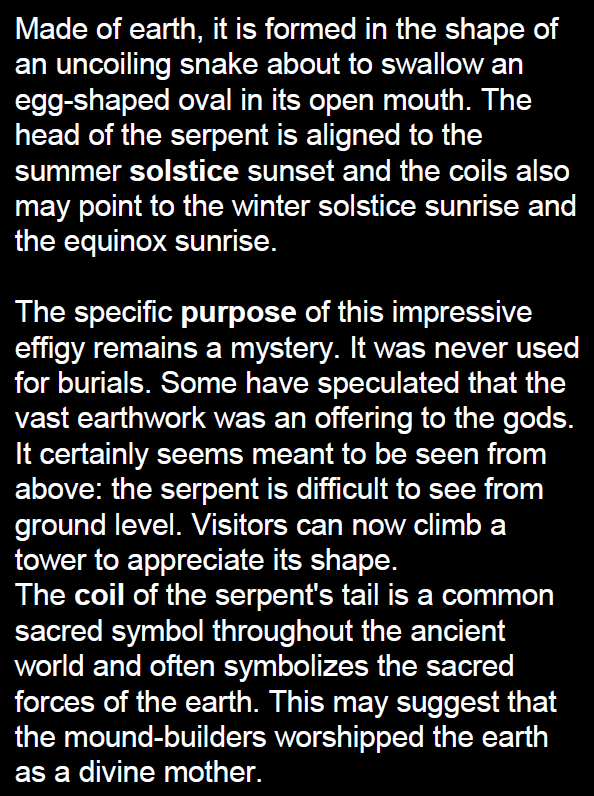 Made of earth, it is formed in the shape of
an uncoiling snake about to swallow an
egg-shaped oval in its open mouth. The
head of the serpent is aligned to the
summer solstice sunset and the coils also
may point to the winter solstice sunrise and
the equinox sunrise.

The specific purpose of this impressive
effigy remains a mystery. It was never used
for burials. Some have speculated that the
vast earthwork was an offering to the gods.
It certainly seems meant to be seen from
above: the serpent is difficult to see from
ground level. Visitors can now climb a
tower to appreciate its shape.
The coil of the serpent's tail is a common
sacred symbol throughout the ancient
world and often symbolizes the sacred
forces of the earth. This may suggest that
the mound-builders worshipped the earth
as a divine mother.